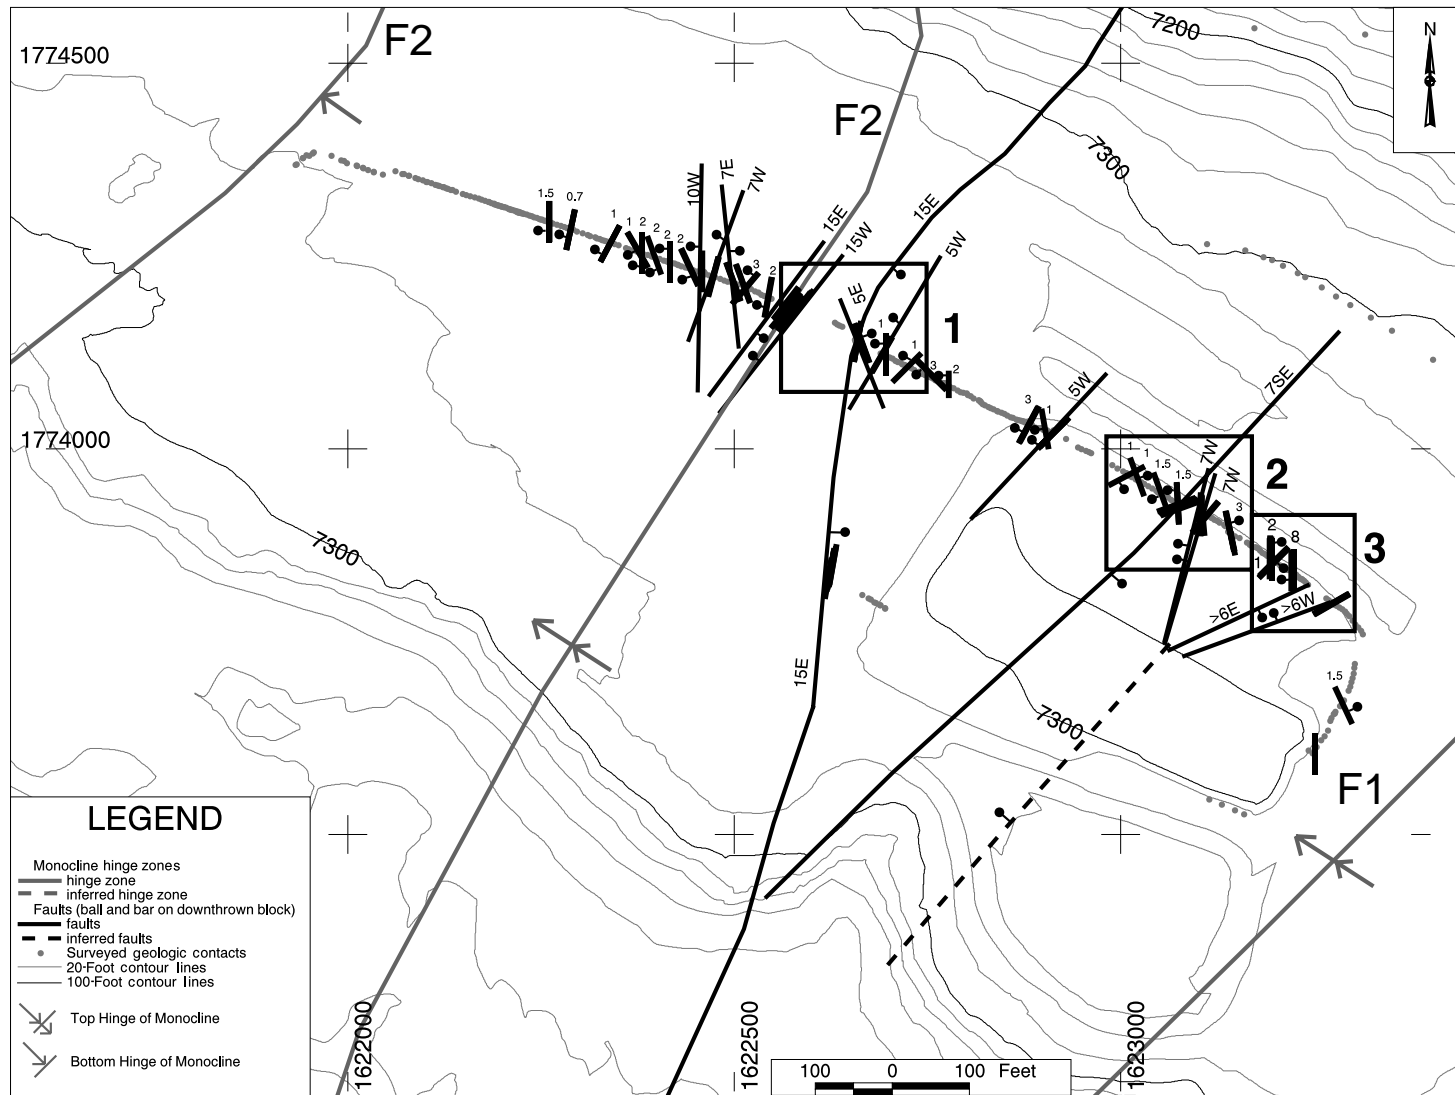 F2
7200
N
1774500
F2
7300
7E
10W
7W
1.5
0.7
15E
15E
1
1
2
2
2
2
15W
5W
3
2
5E
1
1
1
3
2
5W
7SE
3
1
1774000
1
1
1.5
1.5
7W
7W
2
3
2
8
3
1
7300
>6E
>6W
15E
1.5
7300
F1
LEGEND
Monocline hinge zones
hinge zone
inferred hinge zone
Faults (ball and bar on downthrown block)
faults
inferred faults
Surveyed geologic contacts
20-Foot contour lines
100-Foot contour lines
Top Hinge of Monocline
Bottom Hinge of Monocline
1622000
1622500
1623000
100 0 100 Feet